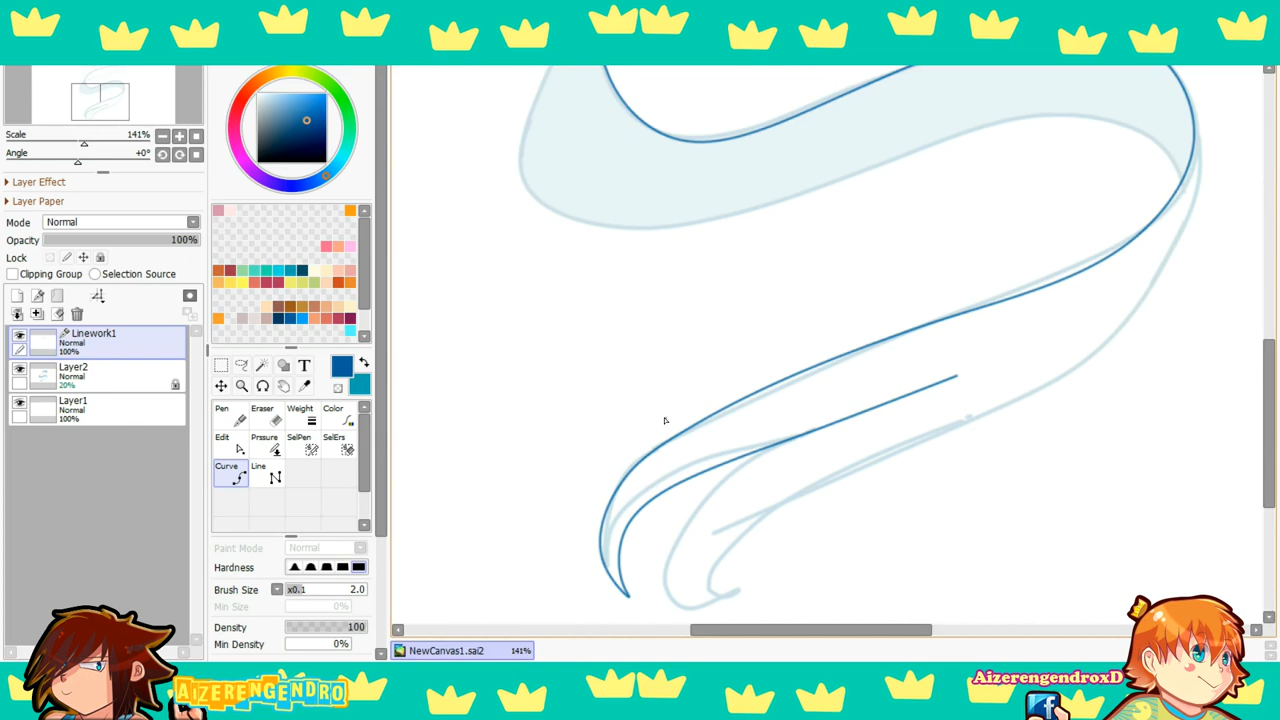 Scale 141%
Angle +0°
Layer Effect
Layer Paper
Mode Normal
Opacity 100%
Lock
Clipping Group Selection Source
Linework1
Normal
100%
Layer2
Normal
20%
Layer1
Normal
100%
T
Pen Eraser Weight Color
Edit Prssure SelPen SelErs
Curve Line
Paint Mode Normal
Hardness
Brush Size x0.1 2.0
Min Size 0%
Density 100
Min Density 0%
NewCanvas1.sai2 141%
AIZERENGENDRO
AizerengendroxD
f